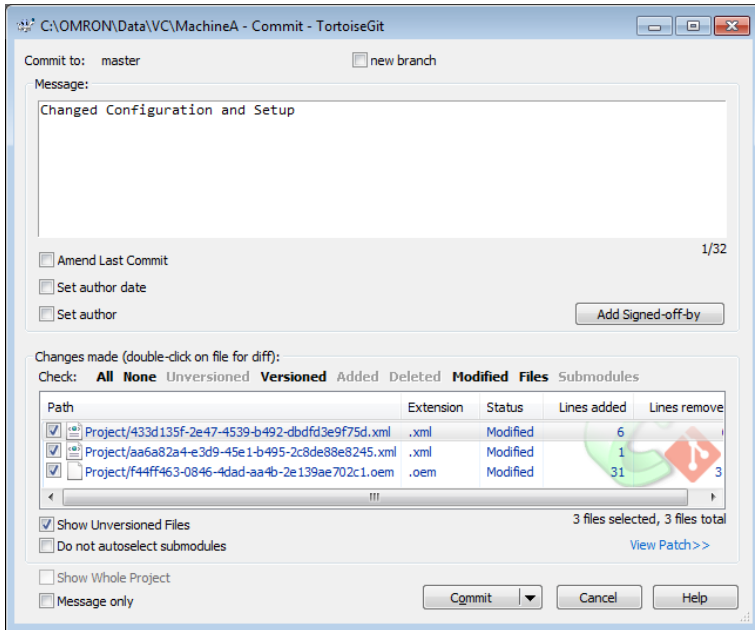 C:\OMRON\Data\VC\MachineA - Commit - TortoiseGit
Commit to: master new branch
Message:
Changed Configuration and Setup
1/32
Amend Last Commit
Set author date
Set author Add Signed-off-by
Changes made (double-click on file for diff):
Check: All None Unversioned Versioned Added Deleted Modified Files Submodules
Path Extension Status Lines added Lines remove
Project/433d135f-2e47-4539-b492-dbdfd3e9f75d.xml .xml Modified 6
Project/aa6a82a4-e3d9-45e1-b495-2c8de88e8245.xml .xml Modified 1
Project/f44ff463-0846-4dad-aa4b-2e139ae702c1.oem .oem Modified 31 3
Show Unversioned Files 3 files selected, 3 files total
Do not autoselect submodules View Patch>>
Show Whole Project
Message only Commit Cancel Help